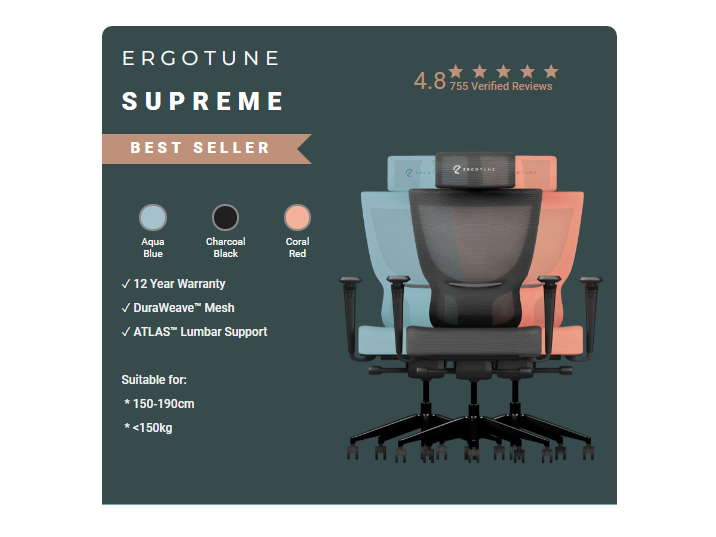 ERGOTUNE
SUPREME
4.8
755 Verified Reviews
BEST SELLER
Aqua
Blue
Charcoal
Black
Coral
Red
✓ 12 Year Warranty
✓ DuraWeave™ Mesh
✓ ATLAS™ Lumbar Support
Suitable for:
* 150-190cm
* <150kg
ERGOTUNE